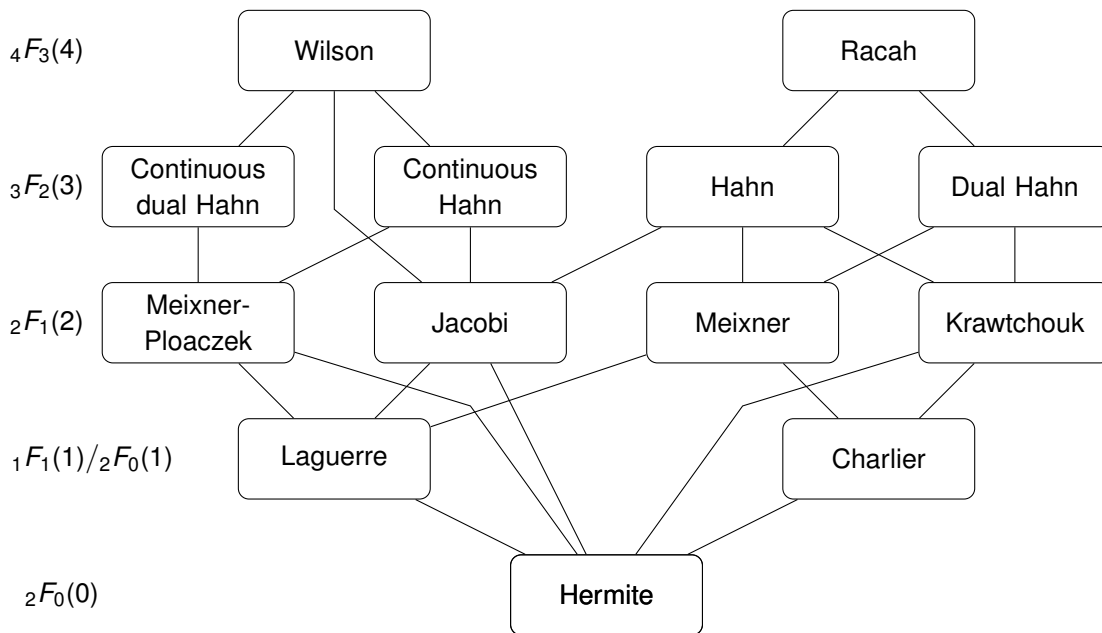 ₄F₃(4)
Wilson
Racah
₃F₂(3)
Continuous
dual Hahn
Continuous
Hahn
Hahn
Dual Hahn
₂F₁(2)
Meixner-
Ploaczek
Jacobi
Meixner
Krawtchouk
₁F₁(1)/₂F₀(1)
Laguerre
Charlier
₂F₀(0)
Hermite